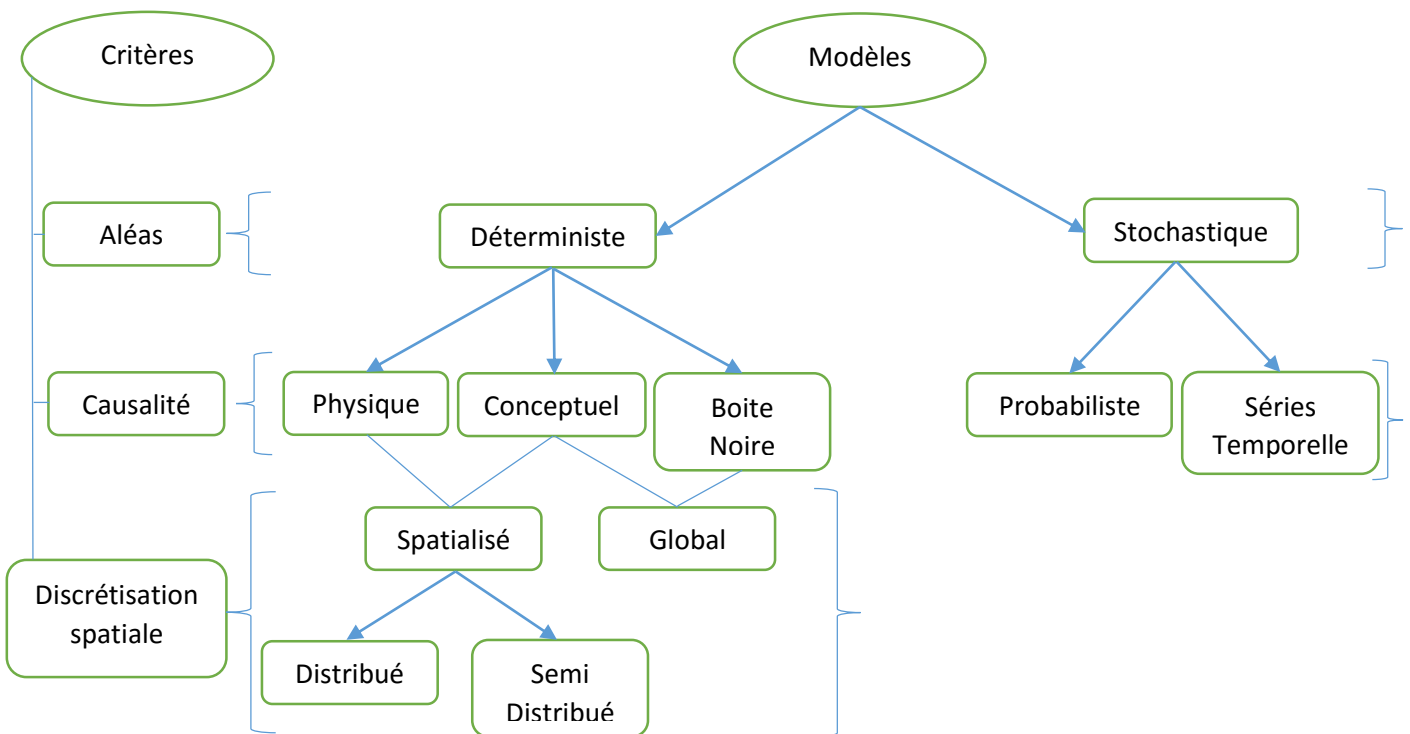 Critères
Modèles
Aléas
Déterministe
Stochastique
Causalité
Physique
Conceptuel
Boite
Noire
Probabiliste
Séries
Temporelle
Spatialisé
Global
Discrétisation
spatiale
Distribué
Semi
Distribué